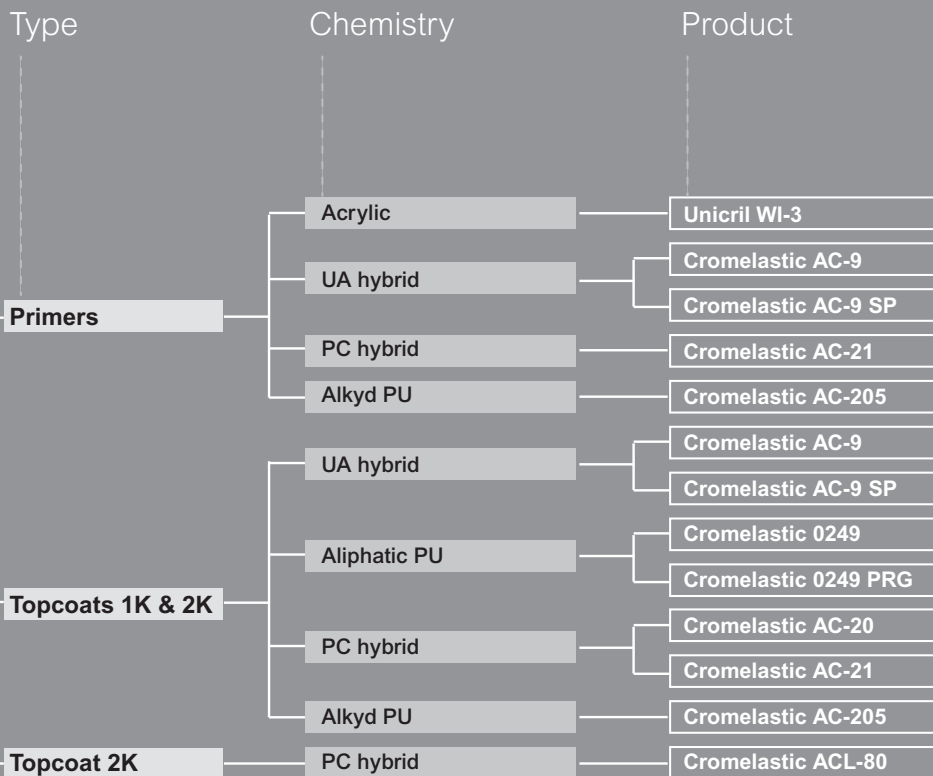 Type
Chemistry
Product
Primers
Acrylic
Unicril WI-3
UA hybrid
Cromelastic AC-9
Cromelastic AC-9 SP
PC hybrid
Cromelastic AC-21
Alkyd PU
Cromelastic AC-205
Topcoats 1K & 2K
UA hybrid
Cromelastic AC-9
Cromelastic AC-9 SP
Aliphatic PU
Cromelastic 0249
Cromelastic 0249 PRG
PC hybrid
Cromelastic AC-20
Cromelastic AC-21
Alkyd PU
Cromelastic AC-205
Topcoat 2K
PC hybrid
Cromelastic ACL-80